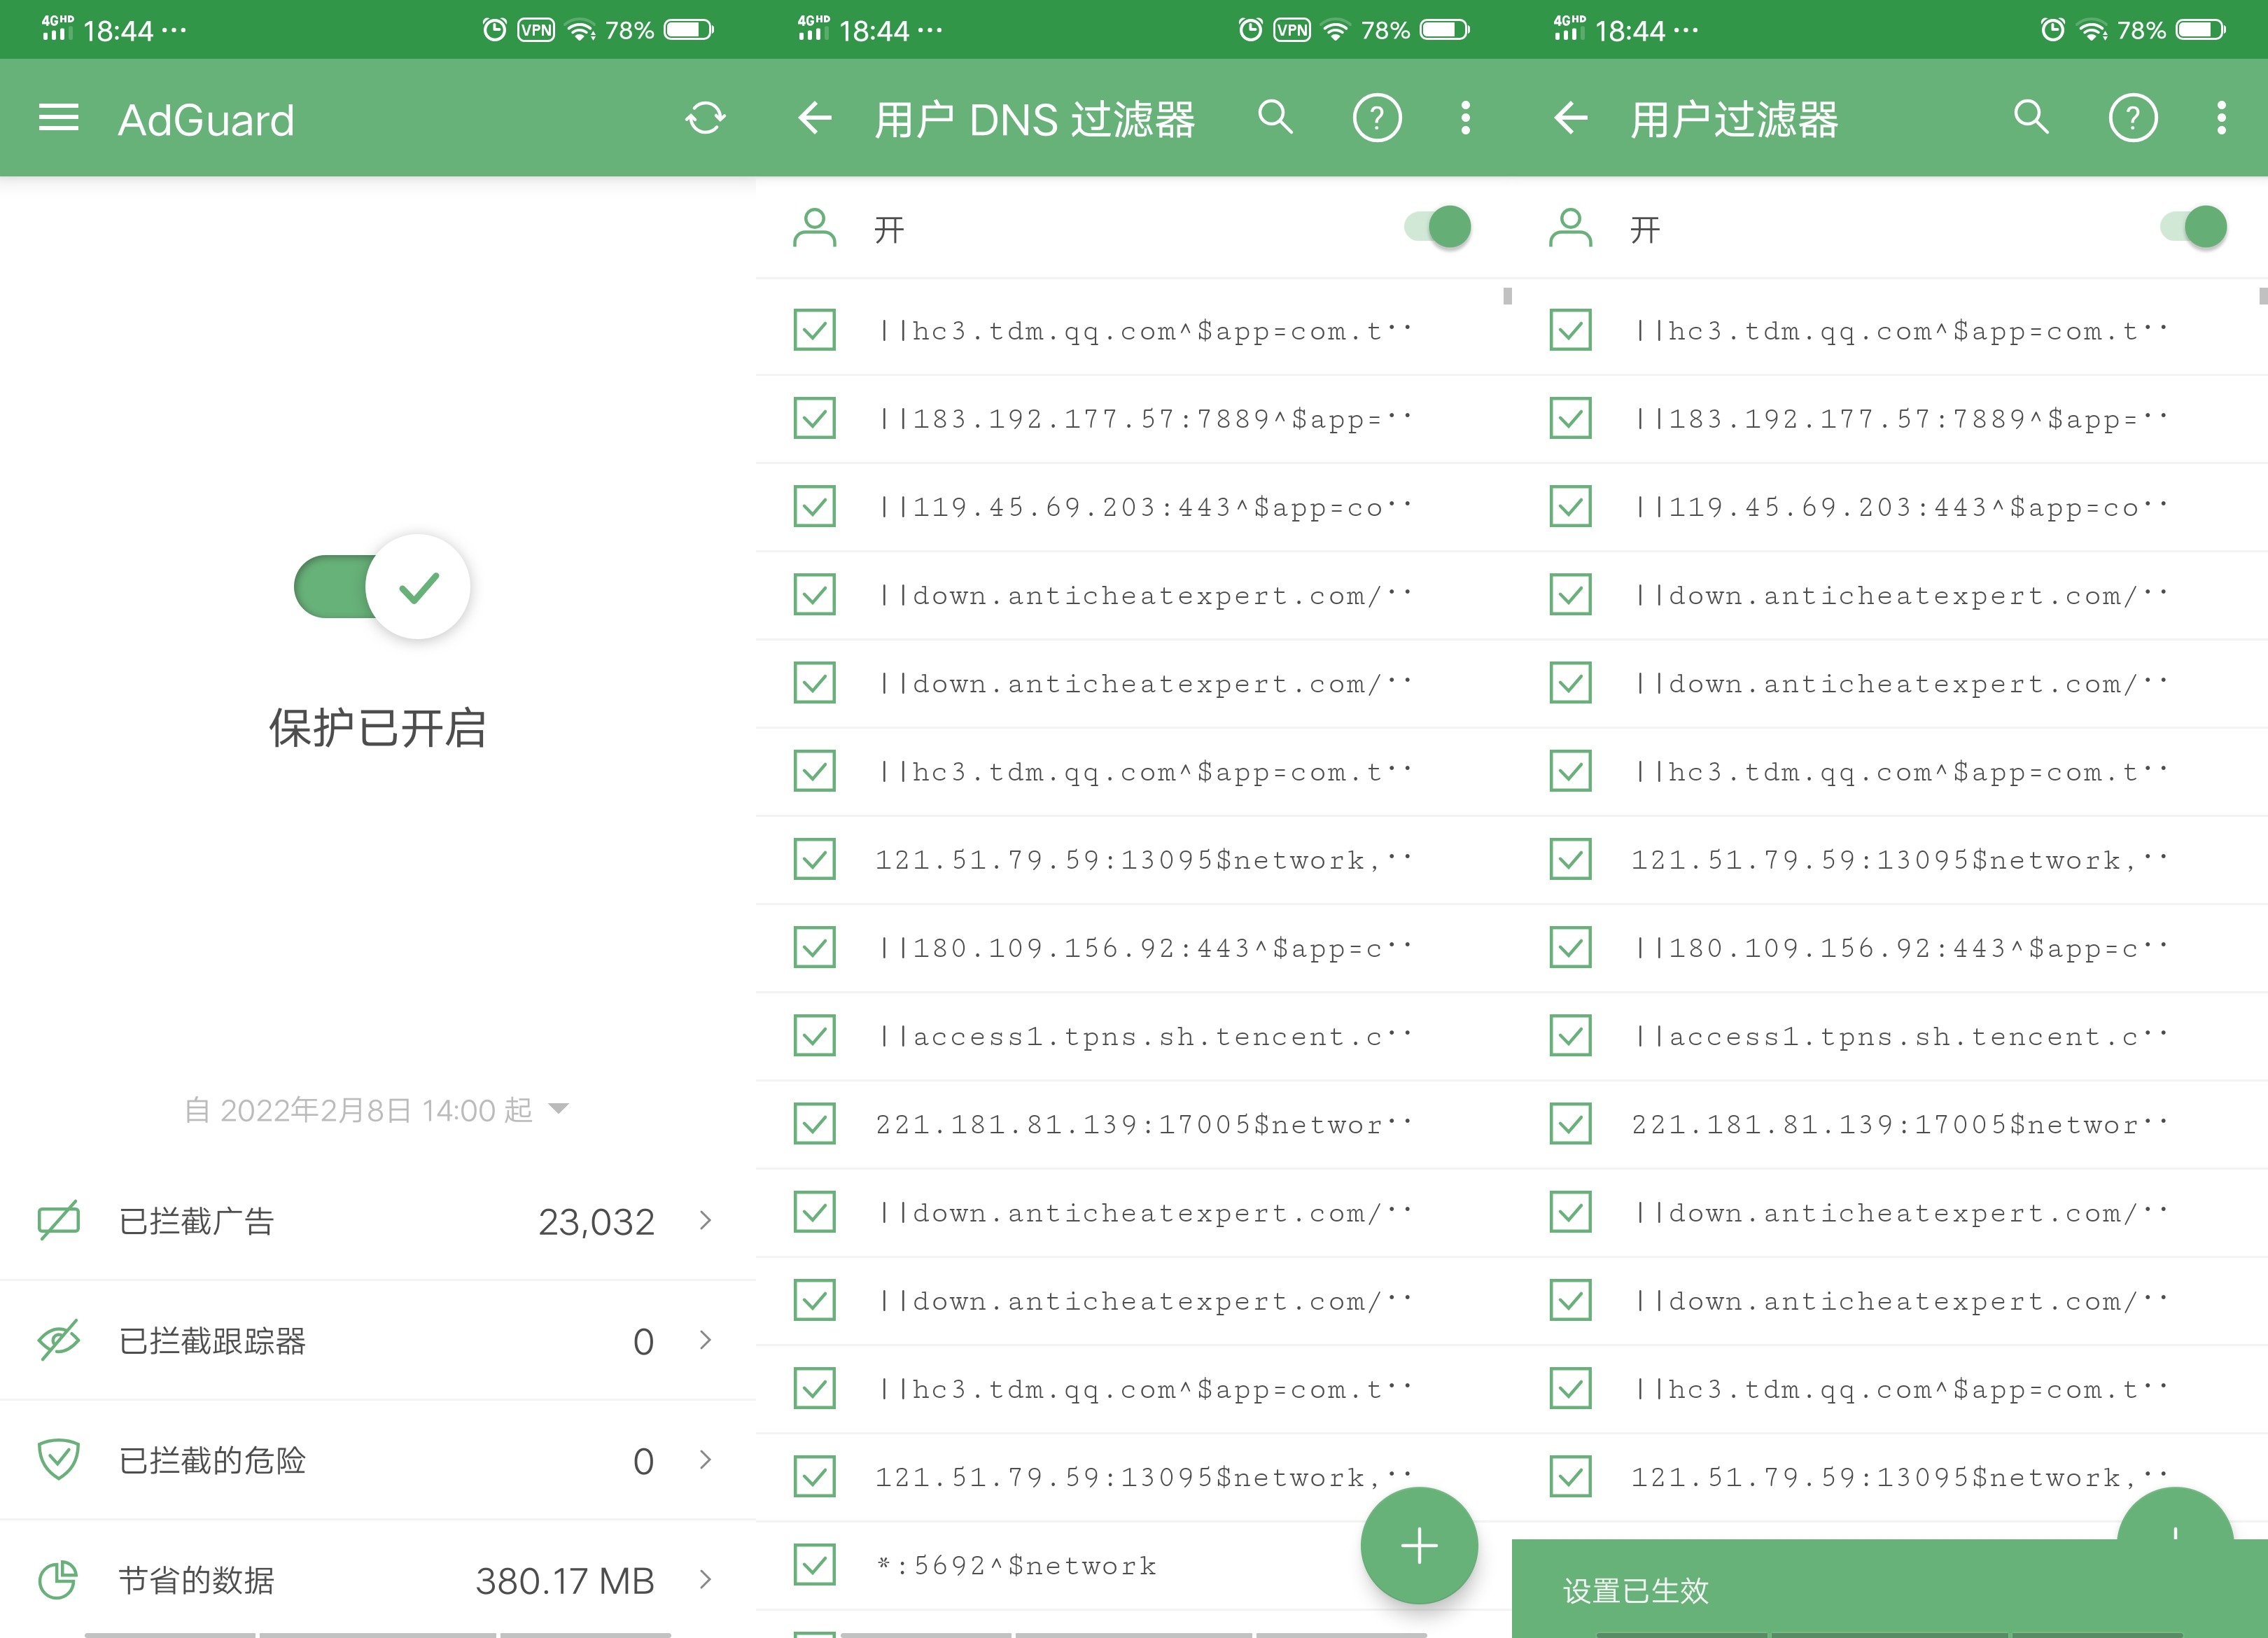 4GHD 18:44 ··· VPN 78%
AdGuard
保护已开启
自 2022年2月8日 14:00 起
已拦截广告 23,032
已拦截跟踪器 0
已拦截的危险 0
节省的数据 380.17 MB
4GHD 18:44 ··· VPN 78%
用户 DNS 过滤器 ?
开
||hc3.tdm.qq.com^$app=com.t··
||183.192.177.57:7889^$app=··
||119.45.69.203:443^$app=co··
||down.anticheatexpert.com/··
||down.anticheatexpert.com/··
||hc3.tdm.qq.com^$app=com.t··
121.51.79.59:13095$network,··
||180.109.156.92:443^$app=c··
||access1.tpns.sh.tencent.c··
221.181.81.139:17005$networ··
||down.anticheatexpert.com/··
||down.anticheatexpert.com/··
||hc3.tdm.qq.com^$app=com.t··
121.51.79.59:13095$network,··
*:5692^$network
4GHD 18:44 ··· 78%
用户过滤器 ?
开
||hc3.tdm.qq.com^$app=com.t··
||183.192.177.57:7889^$app=··
||119.45.69.203:443^$app=co··
||down.anticheatexpert.com/··
||down.anticheatexpert.com/··
||hc3.tdm.qq.com^$app=com.t··
121.51.79.59:13095$network,··
||180.109.156.92:443^$app=c··
||access1.tpns.sh.tencent.c··
221.181.81.139:17005$networ··
||down.anticheatexpert.com/··
||down.anticheatexpert.com/··
||hc3.tdm.qq.com^$app=com.t··
121.51.79.59:13095$network,··
设置已生效